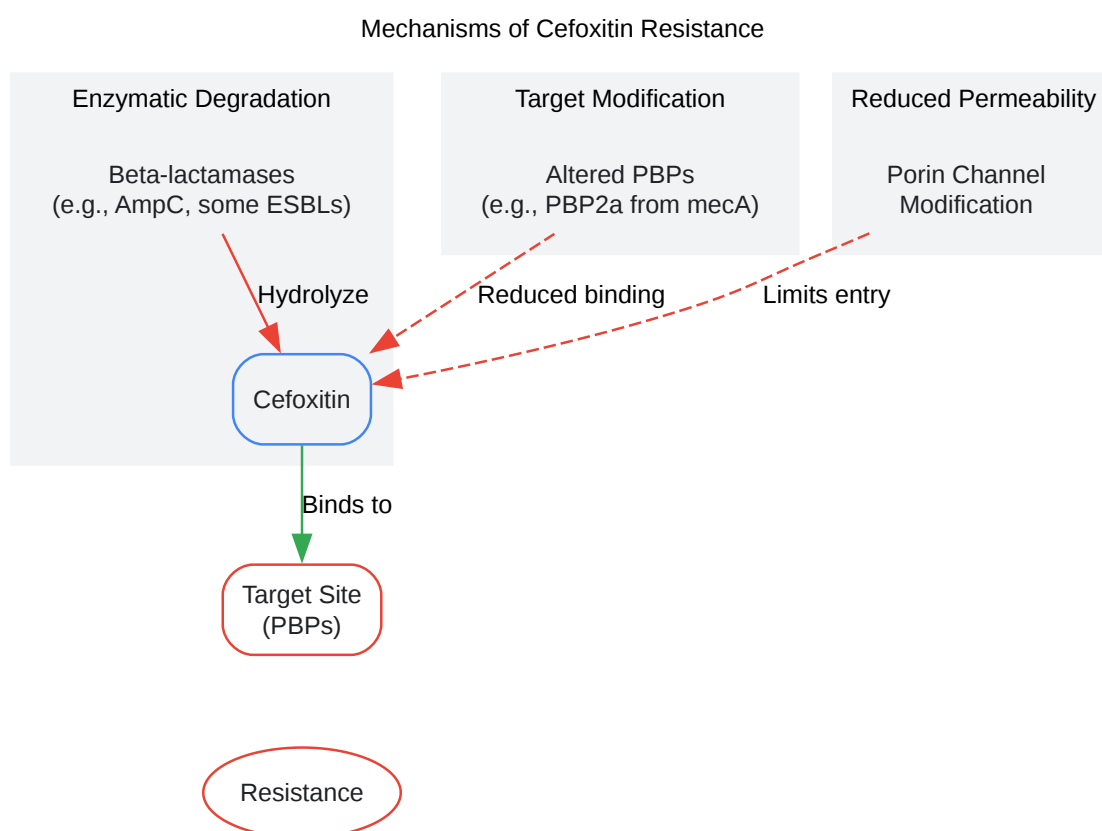 Mechanisms of Cefoxitin Resistance
Enzymatic Degradation
Beta-lactamases
(e.g., AmpC, some ESBLs)
Target Modification
Altered PBPs
(e.g., PBP2a from mecA)
Reduced Permeability
Porin Channel
Modification
Hydrolyze
Reduced binding
Limits entry
Cefoxitin
Binds to
Target Site
(PBPs)
Resistance